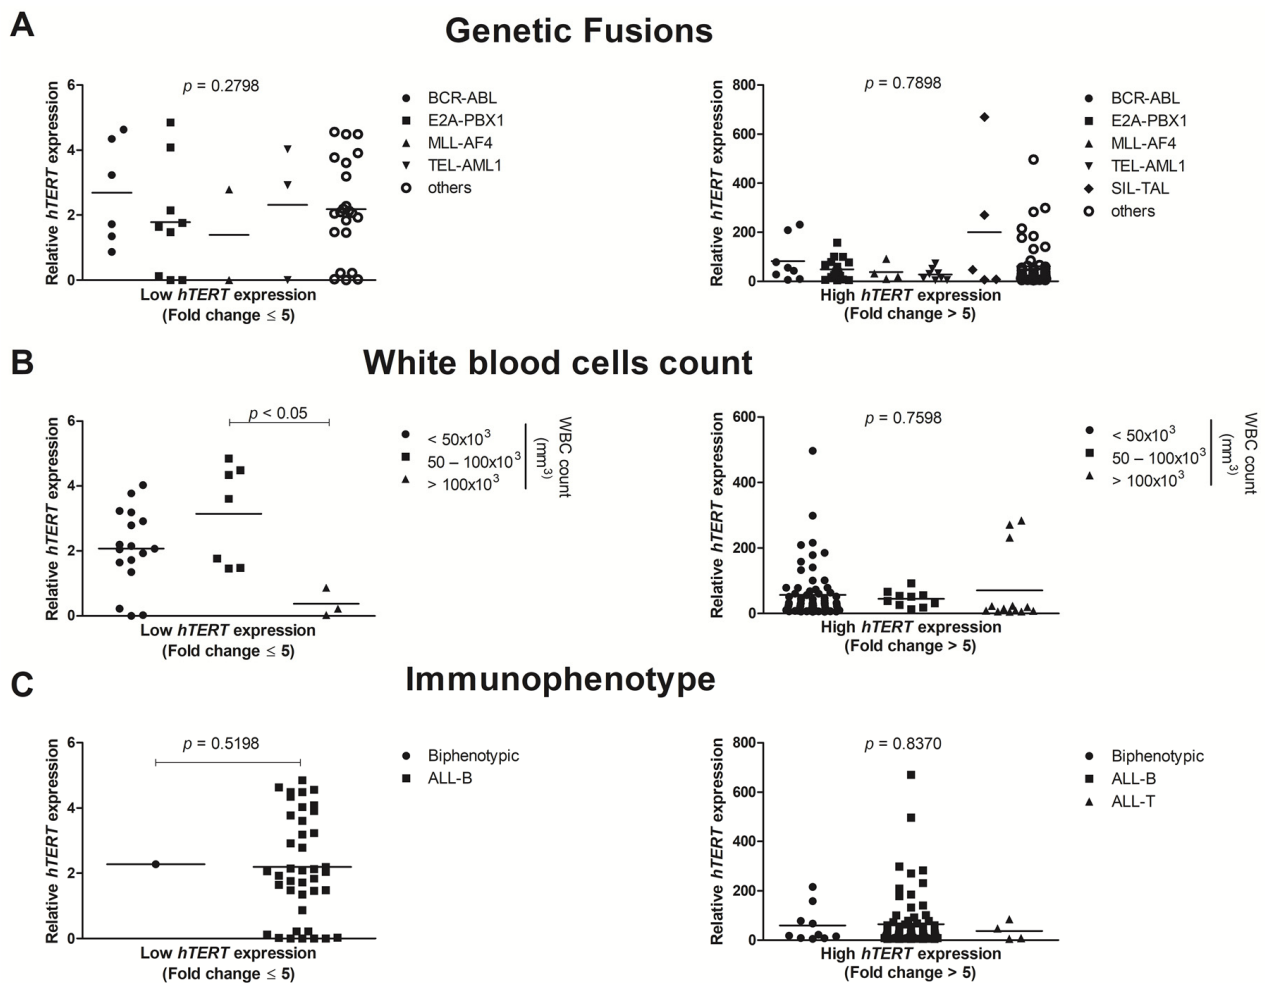 A
Genetic Fusions
Relative hTERT expression
6
4
2
0
p = 0.2798
BCR-ABL
E2A-PBX1
MLL-AF4
TEL-AML1
others
Low hTERT expression
(Fold change ≤ 5)
Relative hTERT expression
800
600
400
200
0
p = 0.7898
BCR-ABL
E2A-PBX1
MLL-AF4
TEL-AML1
SIL-TAL
others
High hTERT expression
(Fold change > 5)
B
White blood cells count
Relative hTERT expression
6
4
2
0
p < 0.05
< 50x10³
50 – 100x10³
> 100x10³
WBC count
(mm³)
Low hTERT expression
(Fold change ≤ 5)
Relative hTERT expression
600
400
200
0
p = 0.7598
< 50x10³
50 – 100x10³
> 100x10³
WBC count
(mm³)
High hTERT expression
(Fold change > 5)
C
Immunophenotype
Relative hTERT expression
6
4
2
0
p = 0.5198
Biphenotypic
ALL-B
Low hTERT expression
(Fold change ≤ 5)
Relative hTERT expression
800
600
400
200
0
p = 0.8370
Biphenotypic
ALL-B
ALL-T
High hTERT expression
(Fold change > 5)